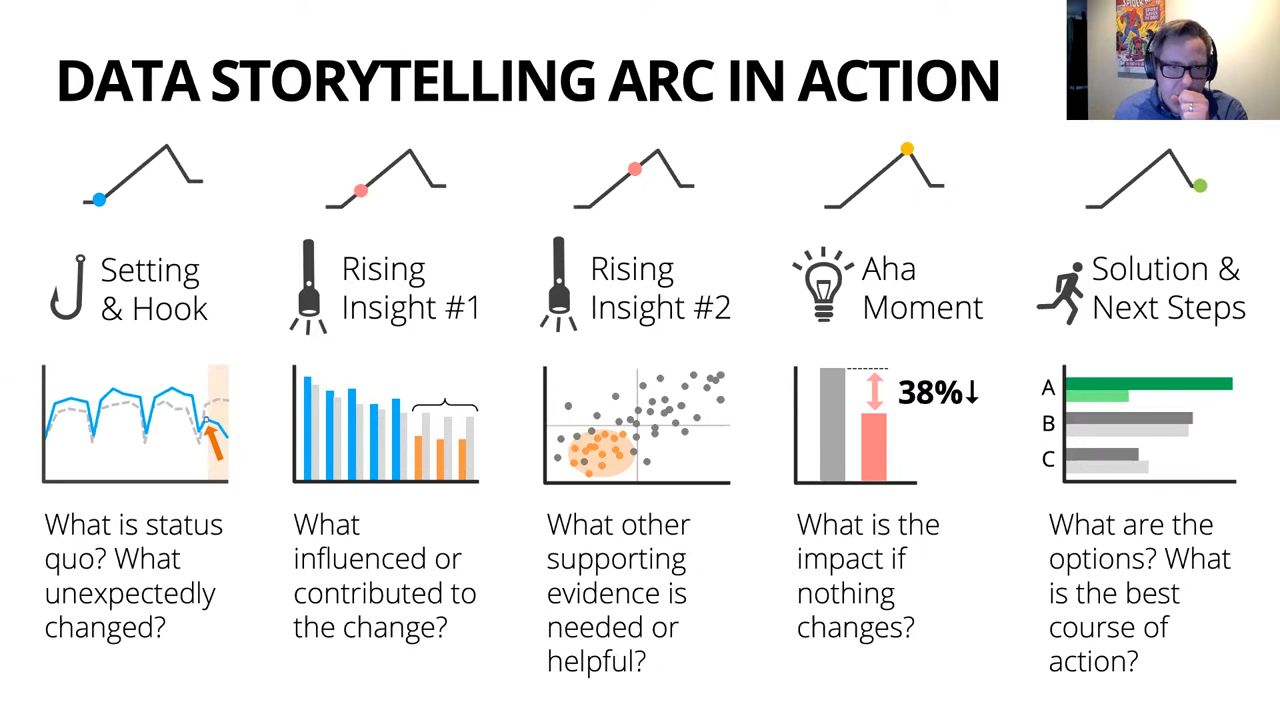 DATA STORYTELLING ARC IN ACTION
Setting
& Hook
Rising
Insight #1
Rising
Insight #2
Aha
Moment
Solution &
Next Steps
38%↓
A
B
C
What is status
quo? What
unexpectedly
changed?
What
influenced or
contributed to
the change?
What other
supporting
evidence is
needed or
helpful?
What is the
impact if
nothing
changes?
What are the
options? What
is the best
course of
action?